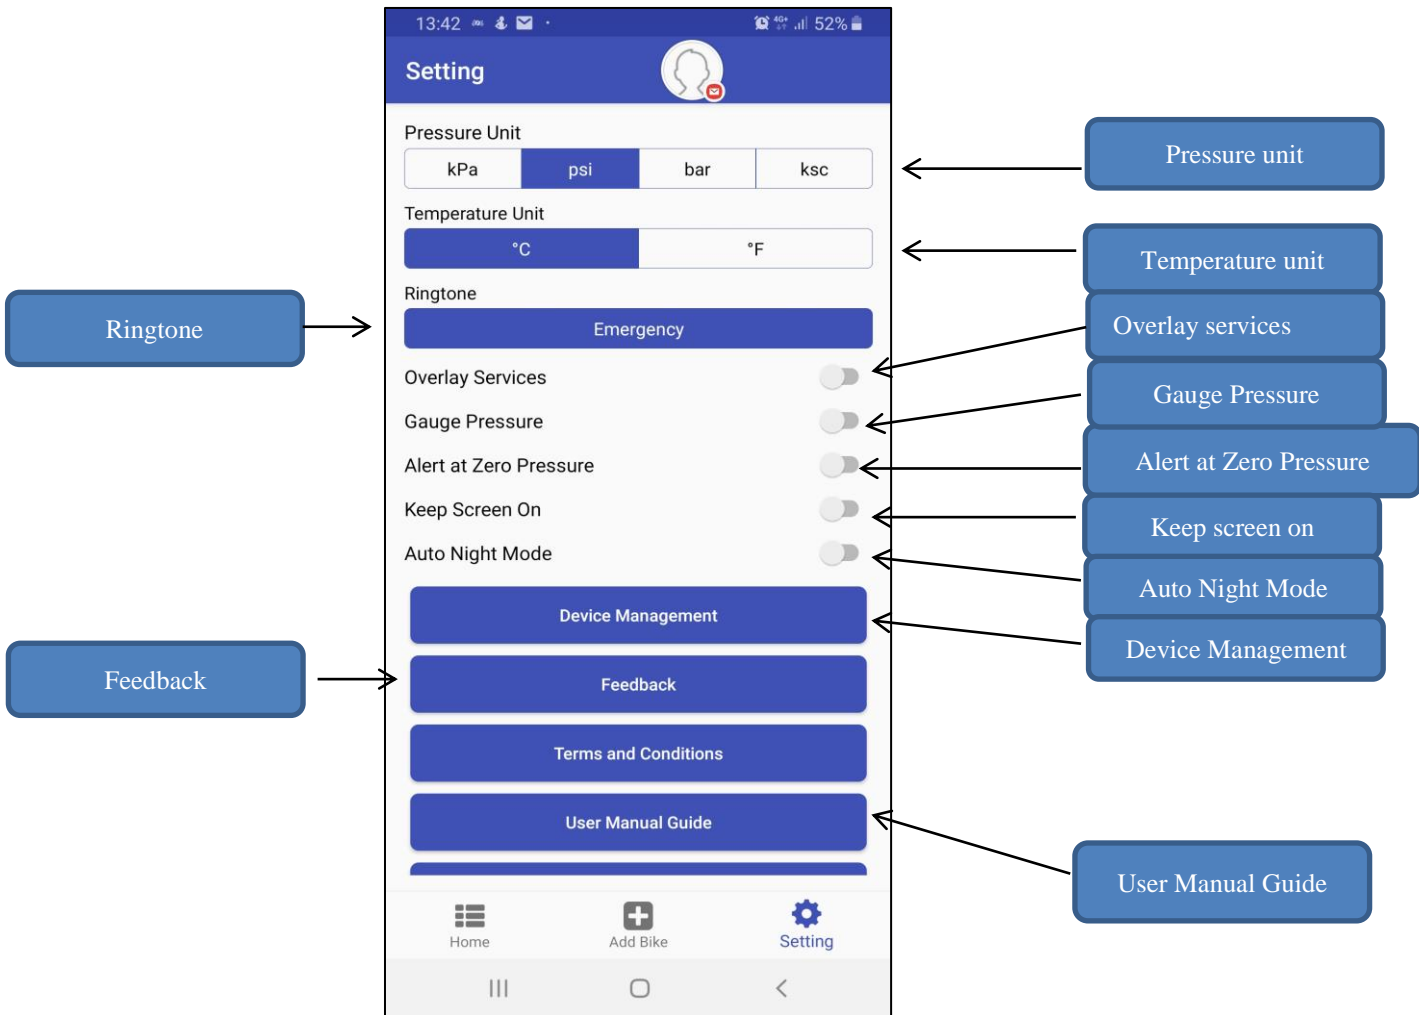 13:42
4G+
52%
Setting
Pressure Unit
kPa psi bar ksc
Pressure unit
Temperature Unit
°C °F
Temperature unit
Ringtone
Emergency
Ringtone
Overlay Services
Overlay services
Gauge Pressure
Gauge Pressure
Alert at Zero Pressure
Alert at Zero Pressure
Keep Screen On
Keep screen on
Auto Night Mode
Auto Night Mode
Device Management
Device Management
Feedback
Feedback
Terms and Conditions
User Manual Guide
User Manual Guide
Home Add Bike Setting